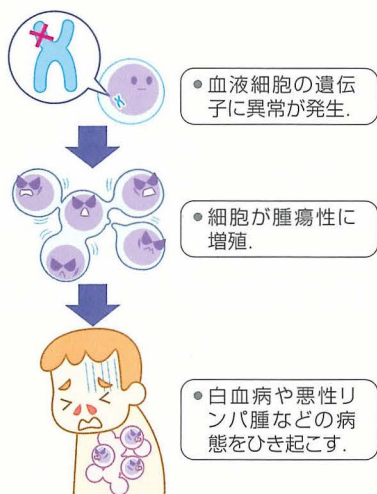 ●血液細胞の遺伝
子に異常が発生.
●細胞が腫瘍性に
増殖.
●白血病や悪性リ
ンパ腫などの病
態をひき起こす.